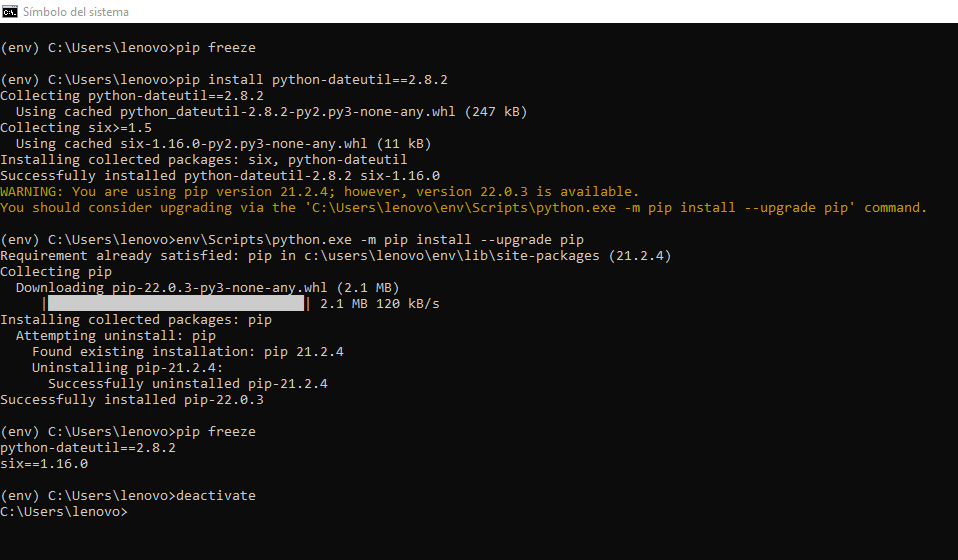 Símbolo del sistema
(env) C:\Users\lenovo>pip freeze
(env) C:\Users\lenovo>pip install python-dateutil==2.8.2
Collecting python-dateutil==2.8.2
  Using cached python_dateutil-2.8.2-py2.py3-none-any.whl (247 kB)
Collecting six>=1.5
  Using cached six-1.16.0-py2.py3-none-any.whl (11 kB)
Installing collected packages: six, python-dateutil
Successfully installed python-dateutil-2.8.2 six-1.16.0
WARNING: You are using pip version 21.2.4; however, version 22.0.3 is available.
You should consider upgrading via the 'C:\Users\lenovo\env\Scripts\python.exe -m pip install --upgrade pip' command.
(env) C:\Users\lenovo>env\Scripts\python.exe -m pip install --upgrade pip
Requirement already satisfied: pip in c:\users\lenovo\env\lib\site-packages (21.2.4)
Collecting pip
  Downloading pip-22.0.3-py3-none-any.whl (2.1 MB)
     |████████████████████████████████| 2.1 MB 120 kB/s
Installing collected packages: pip
  Attempting uninstall: pip
    Found existing installation: pip 21.2.4
    Uninstalling pip-21.2.4:
      Successfully uninstalled pip-21.2.4
Successfully installed pip-22.0.3
(env) C:\Users\lenovo>pip freeze
python-dateutil==2.8.2
six==1.16.0
(env) C:\Users\lenovo>deactivate
C:\Users\lenovo>